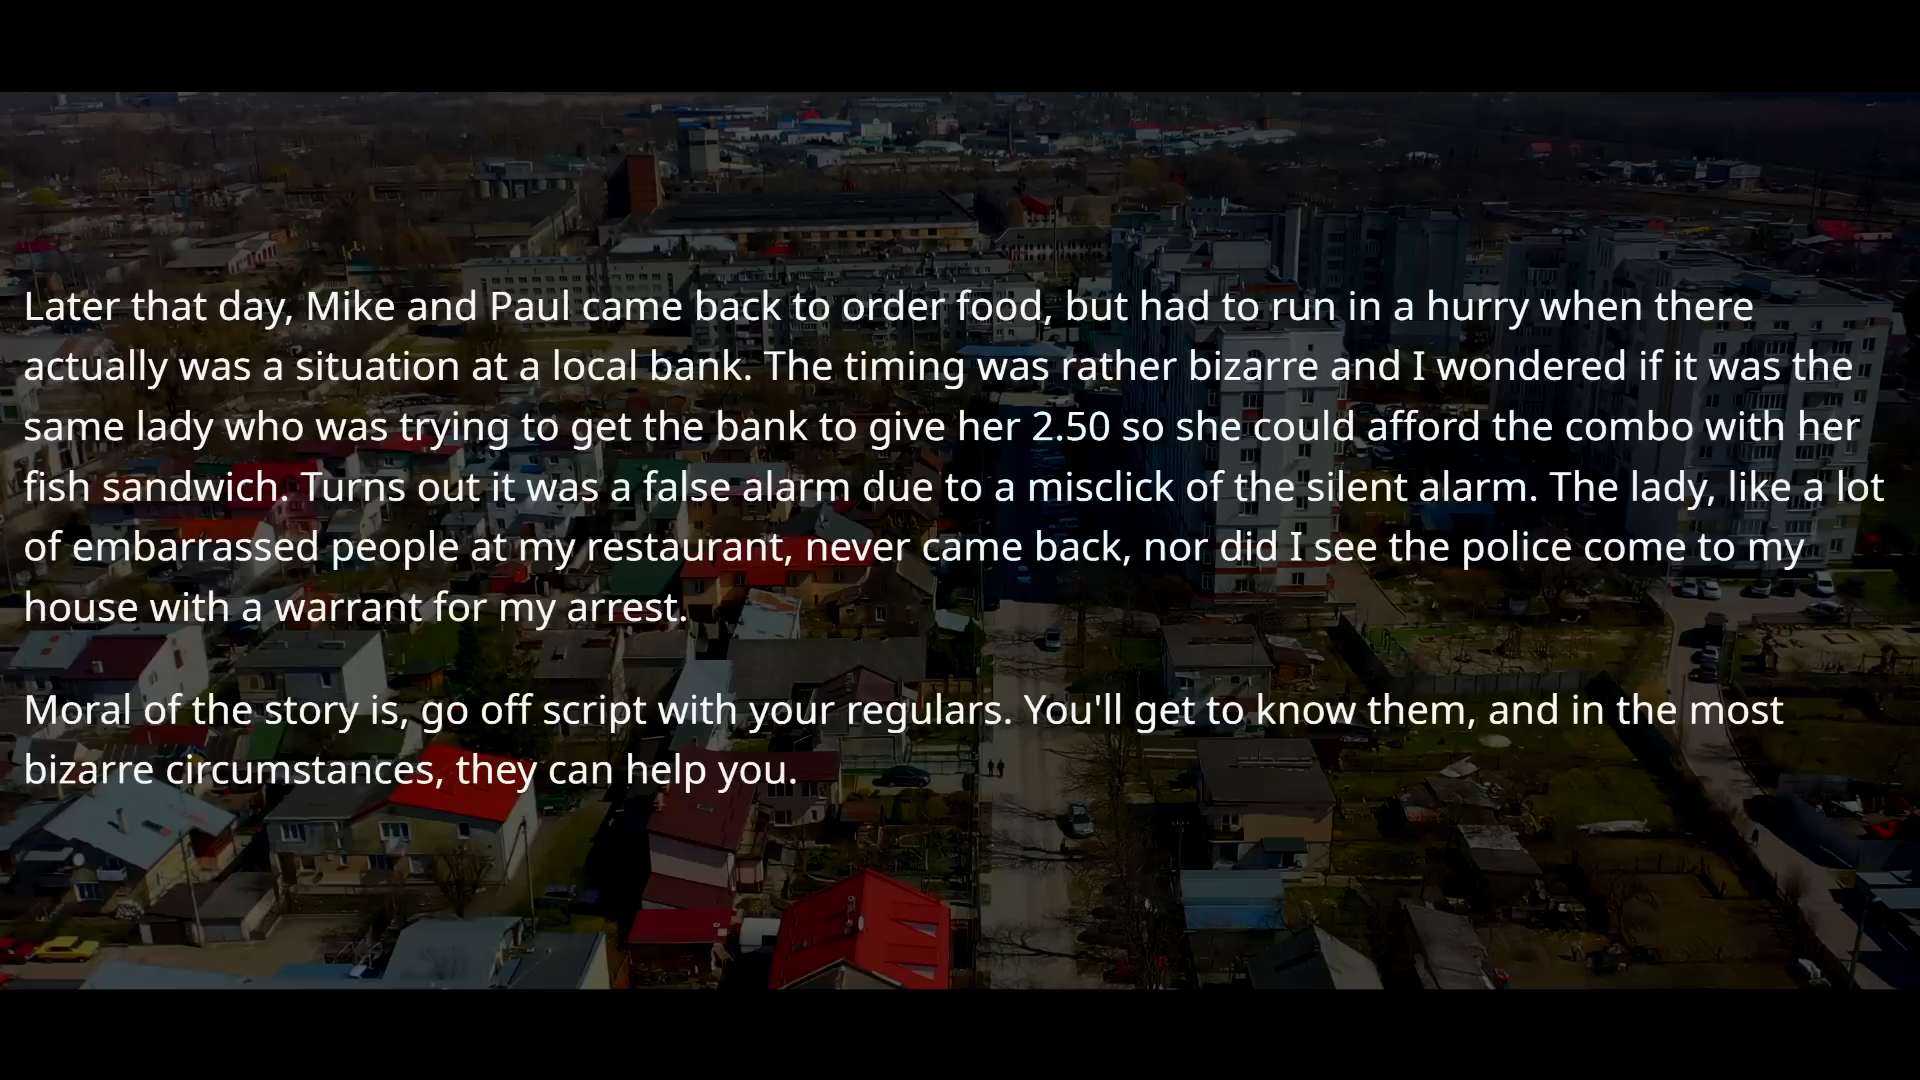 Later that day, Mike and Paul came back to order food, but had to run in a hurry when there
actually was a situation at a local bank. The timing was rather bizarre and I wondered if it was the
same lady who was trying to get the bank to give her 2.50 so she could afford the combo with her
fish sandwich. Turns out it was a false alarm due to a misclick of the silent alarm. The lady, like a lot
of embarrassed people at my restaurant, never came back, nor did I see the police come to my
house with a warrant for my arrest.
Moral of the story is, go off script with your regulars. You'll get to know them, and in the most
bizarre circumstances, they can help you.